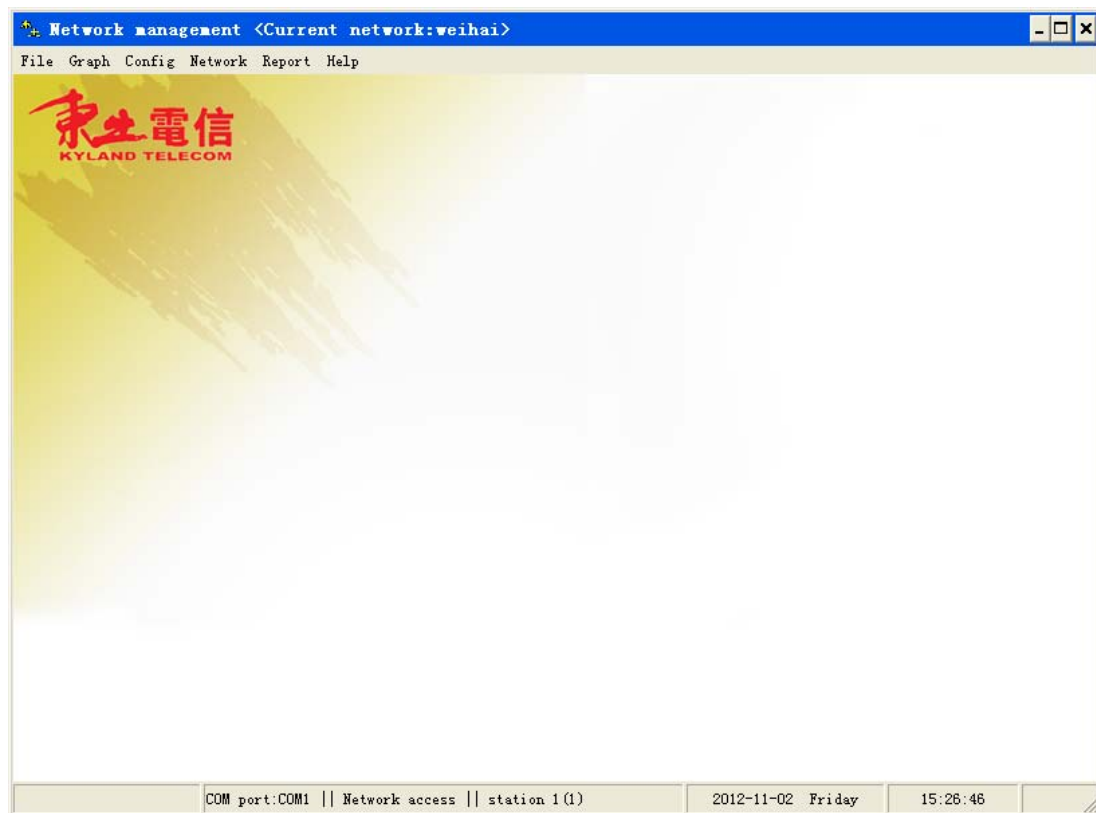 Network management <Current network:weihai>
File Graph Config Network Report Help
東土電信
KYLAND TELECOM
COM port:COM1 || Network access || station 1(1) 2012-11-02 Friday 15:26:46